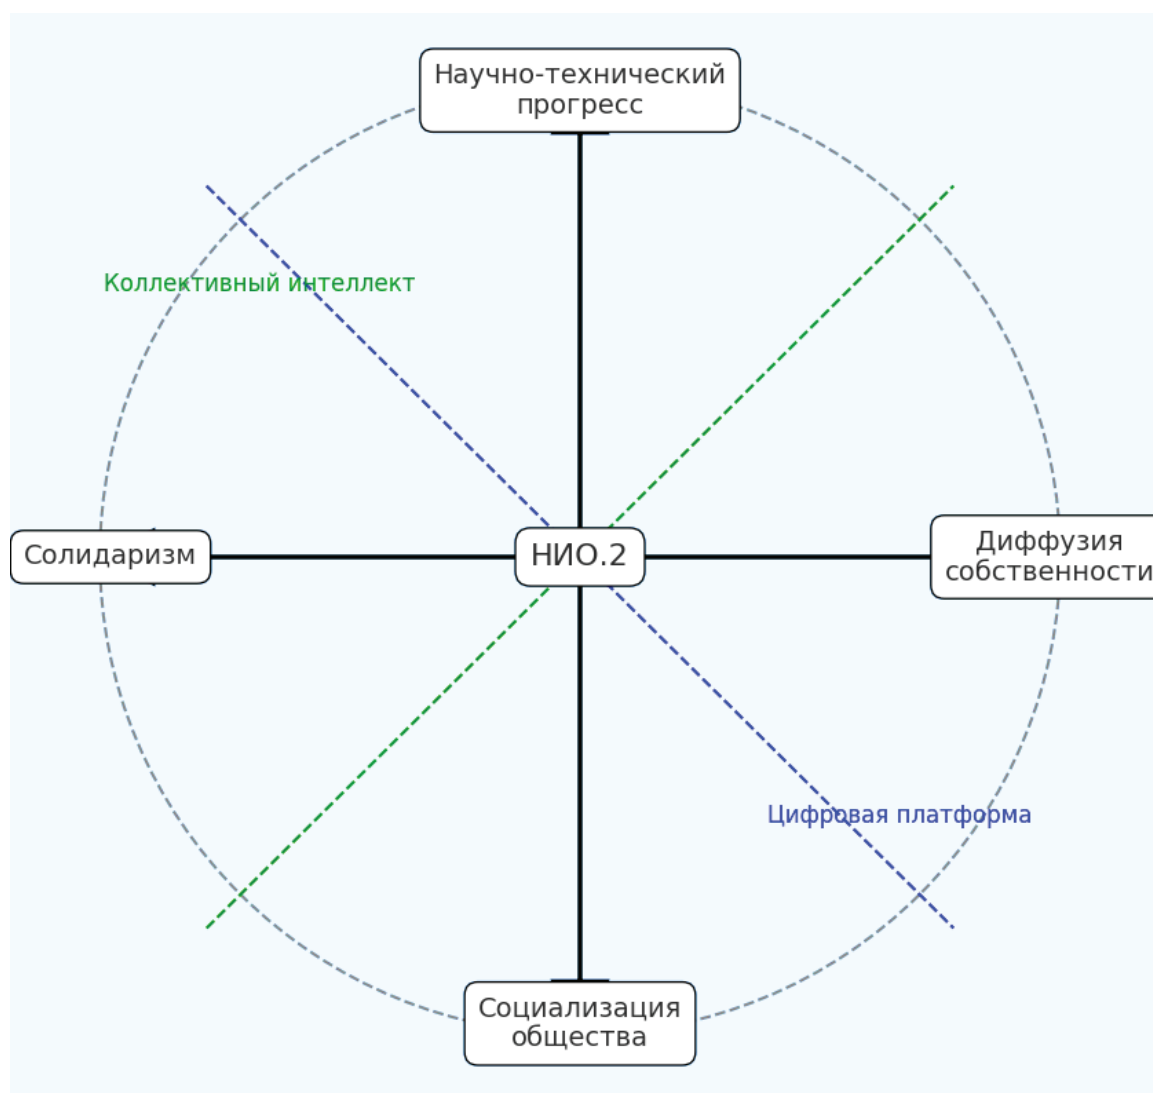 Научно-технический
прогресс
Коллективный интеллект
Солидаризм
НИО.2
Диффузия
собственности
Цифровая платформа
Социализация
общества